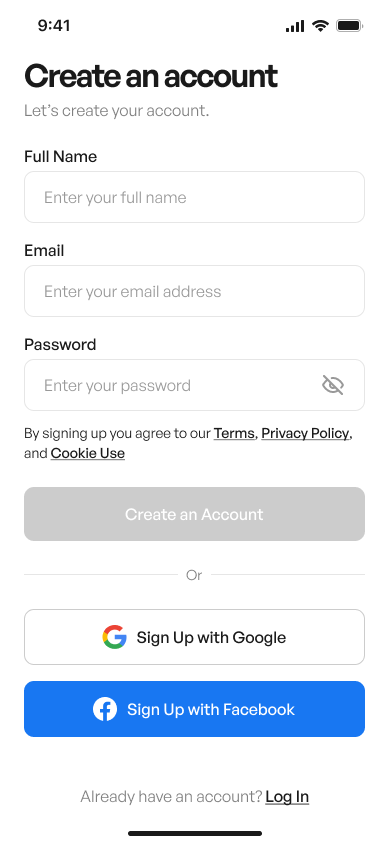 9:41
Create an account
Let’s create your account.
Full Name
Enter your full name
Email
Enter your email address
Password
Enter your password
By signing up you agree to our Terms, Privacy Policy,
and Cookie Use
Create an Account
Or
Sign Up with Google
Sign Up with Facebook
Already have an account? Log In